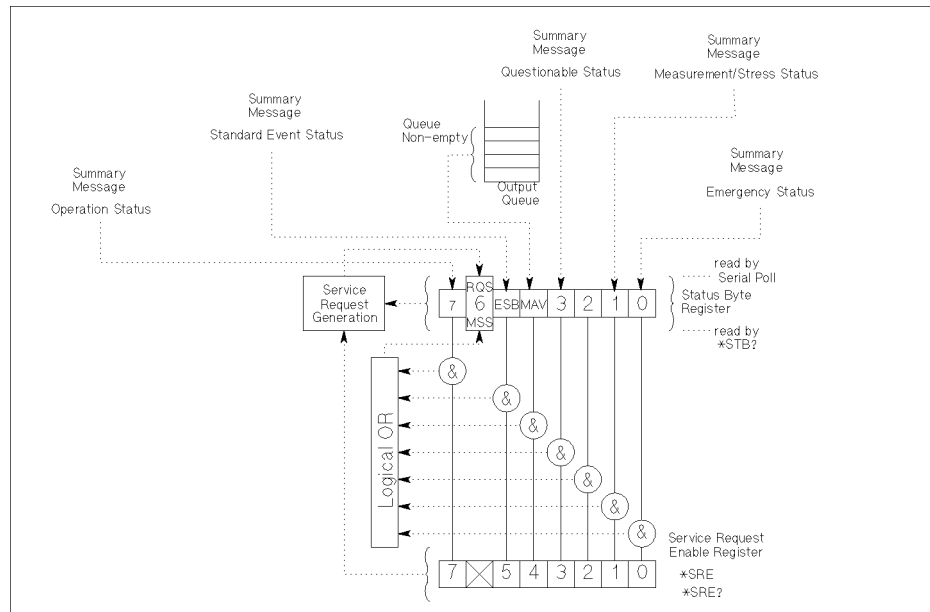 Summary
Message
Questionable Status
Summary
Message
Measurement/Stress Status
Summary
Message
Standard Event Status
Queue
Non-empty
Output
Queue
Summary
Message
Emergency Status
Summary
Message
Operation Status
read by
Serial Poll
Service
Request
Generation
7
RQS
6
MSS
ESB
MAV
3
2
1
0
Status Byte
Register
read by
*STB?
Logical OR
&
&
&
&
&
&
&
Service Request
Enable Register
7
5
4
3
2
1
0
*SRE
*SRE?